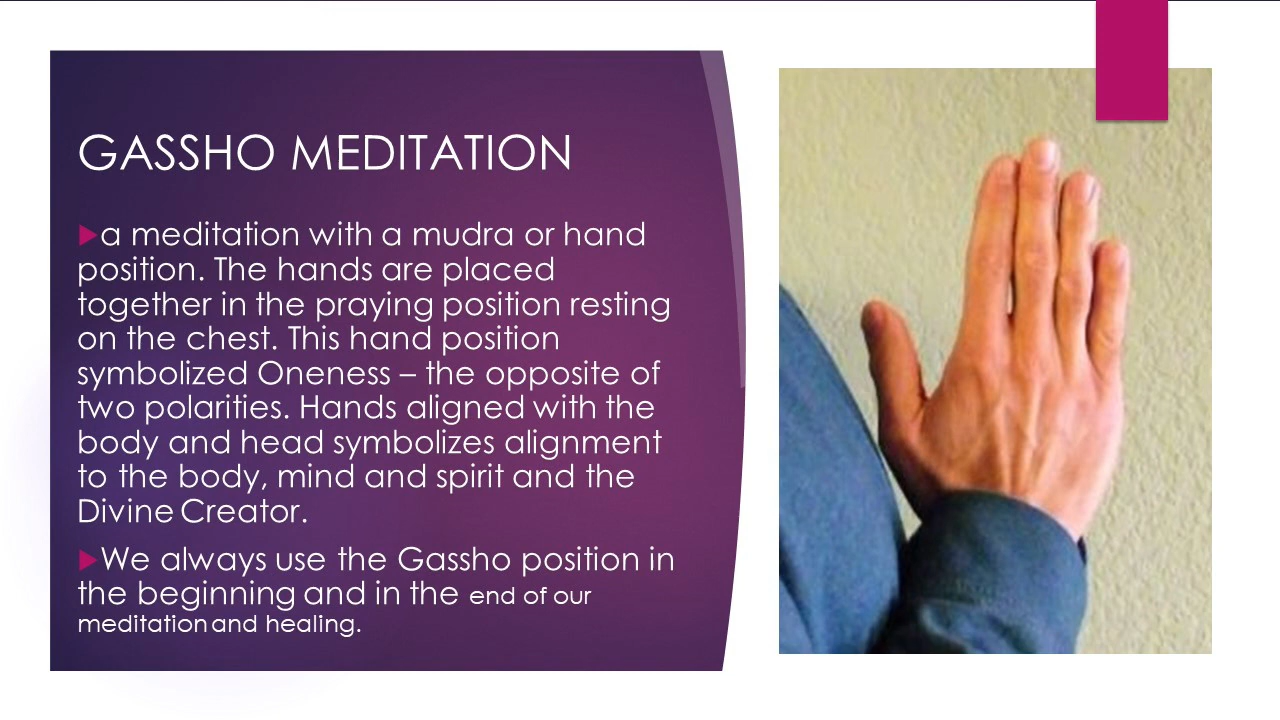 GASSHO MEDITATION
a meditation with a mudra or hand
position. The hands are placed
together in the praying position resting
on the chest. This hand position
symbolized Oneness – the opposite of
two polarities. Hands aligned with the
body and head symbolizes alignment
to the body, mind and spirit and the
Divine Creator.
We always use the Gassho position in
the beginning and in the end of our
meditation and healing.